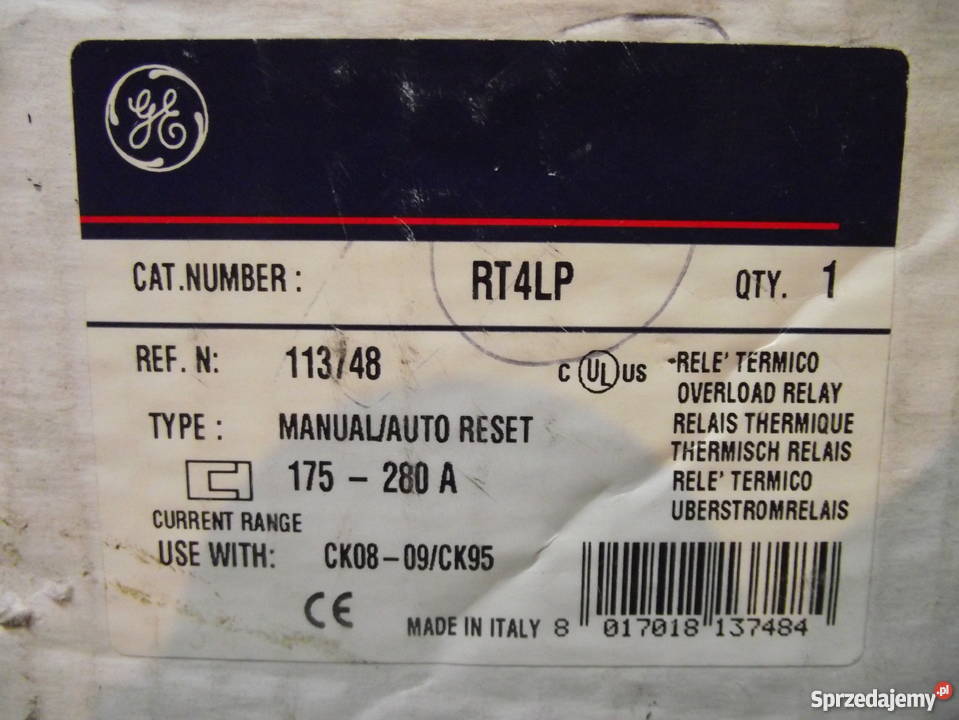 GE
CAT.NUMBER : RT4LP QTY. 1
REF. N: 113748
C UL US
RELE' TERMICO
OVERLOAD RELAY
RELAIS THERMIQUE
THERMISCH RELAIS
RELE' TERMICO
UBERSTROMRELAIS
TYPE : MANUAL/AUTO RESET
175 - 280 A
CURRENT RANGE
USE WITH: CK08-09/CK95
CE
MADE IN ITALY
8 017018 137484
Sprzedajemy.pl